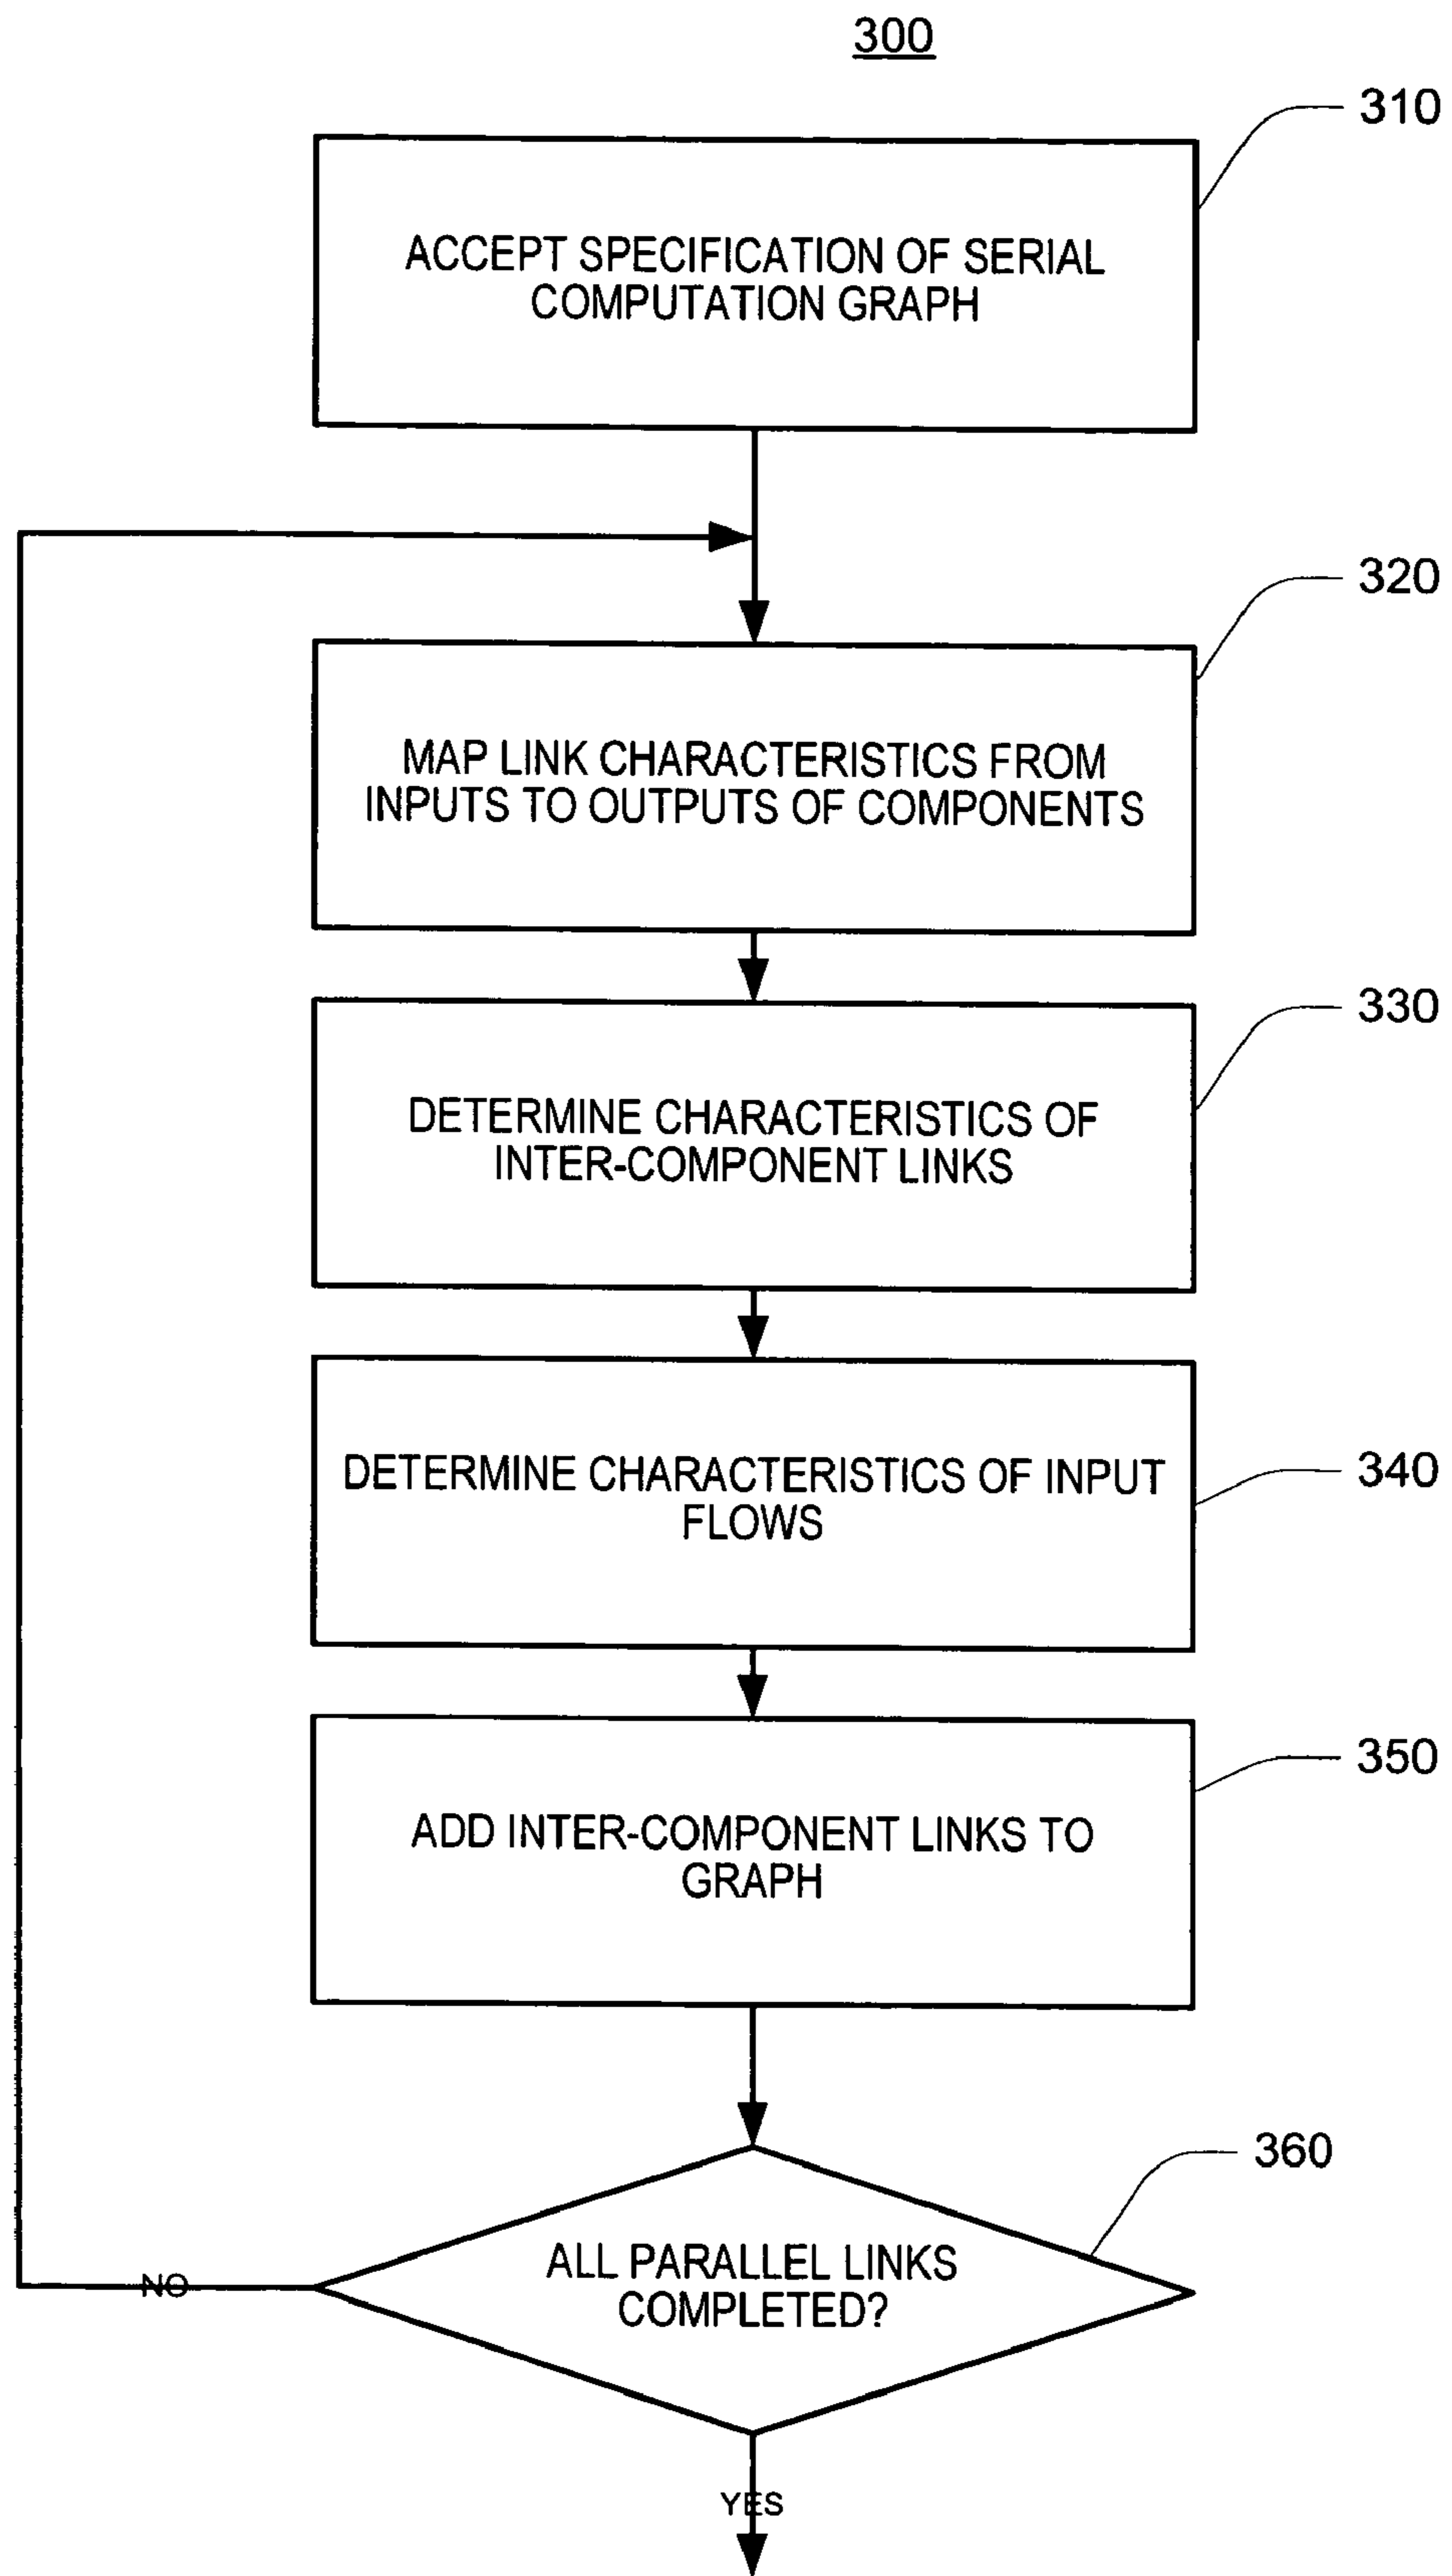 300
310
ACCEPT SPECIFICATION OF SERIAL
COMPUTATION GRAPH
320
MAP LINK CHARACTERISTICS FROM
INPUTS TO OUTPUTS OF COMPONENTS
330
DETERMINE CHARACTERISTICS OF
INTER-COMPONENT LINKS
340
DETERMINE CHARACTERISTICS OF INPUT
FLOWS
350
ADD INTER-COMPONENT LINKS TO
GRAPH
360
ALL PARALLEL LINKS
COMPLETED?
NO
YES